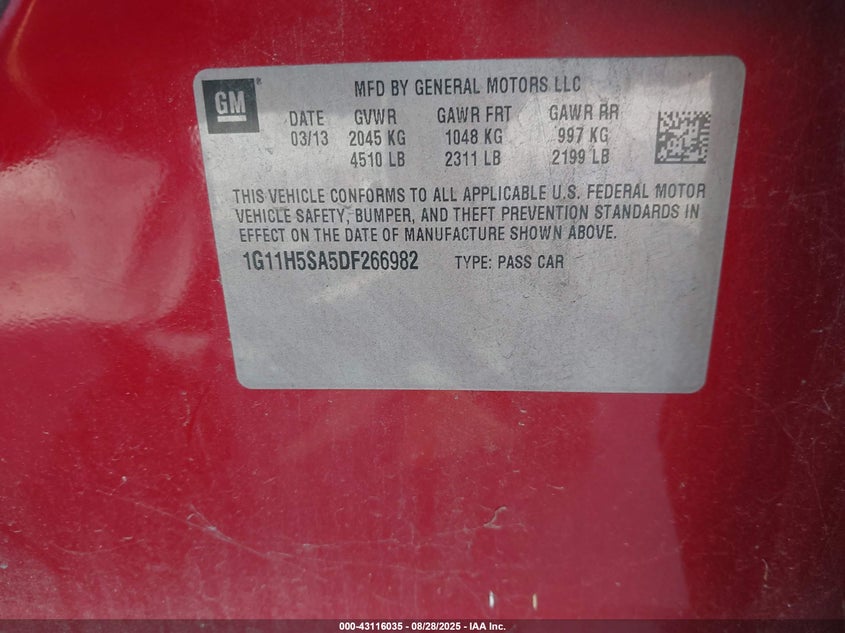 GM
MFD BY GENERAL MOTORS LLC
DATE GVWR GAWR FRT GAWR RR
03/13 2045 KG 1048 KG 997 KG
4510 LB 2311 LB 2199 LB
THIS VEHICLE CONFORMS TO ALL APPLICABLE U.S. FEDERAL MOTOR
VEHICLE SAFETY, BUMPER, AND THEFT PREVENTION STANDARDS IN
EFFECT ON THE DATE OF MANUFACTURE SHOWN ABOVE.
1G11H5SA5DF266982 TYPE: PASS CAR
000-43116035 - 08/28/2025 - IAA Inc.